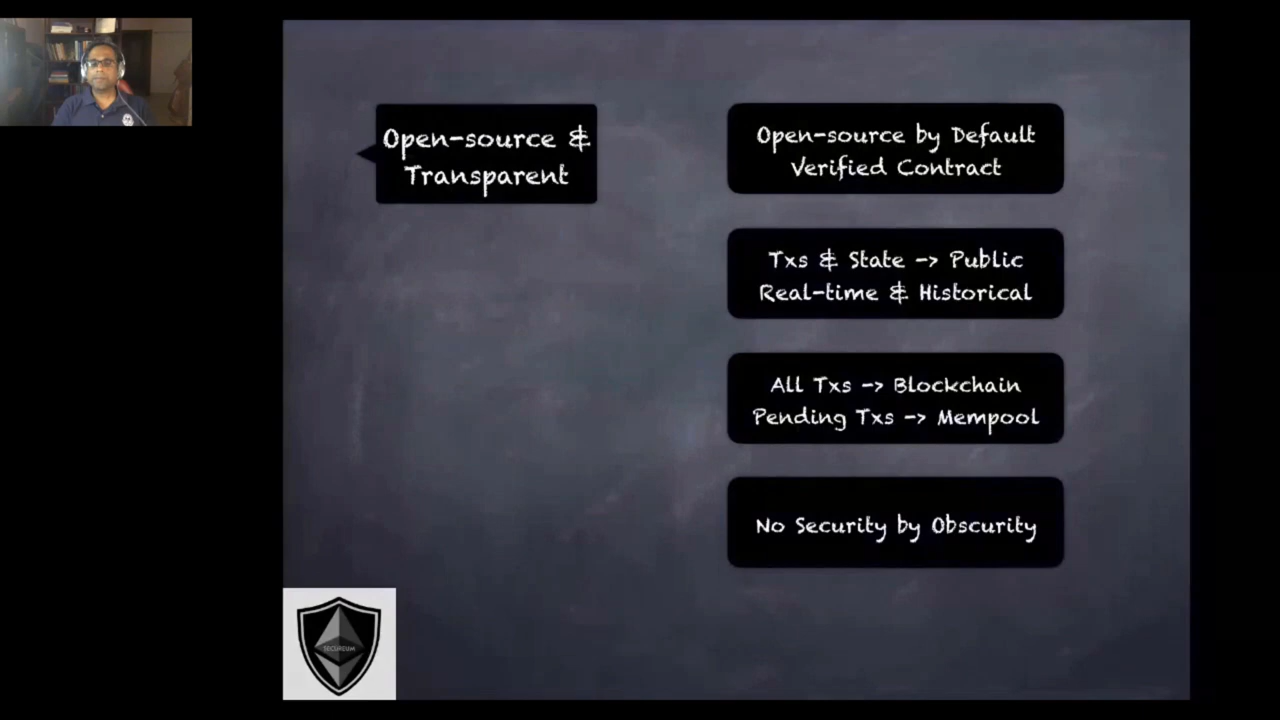 Open-source &
Transparent
Open-source by Default
Verified Contract
Txs & State -> Public
Real-time & Historical
All Txs -> Blockchain
Pending Txs -> Mempool
No Security by Obscurity
SECUREUM